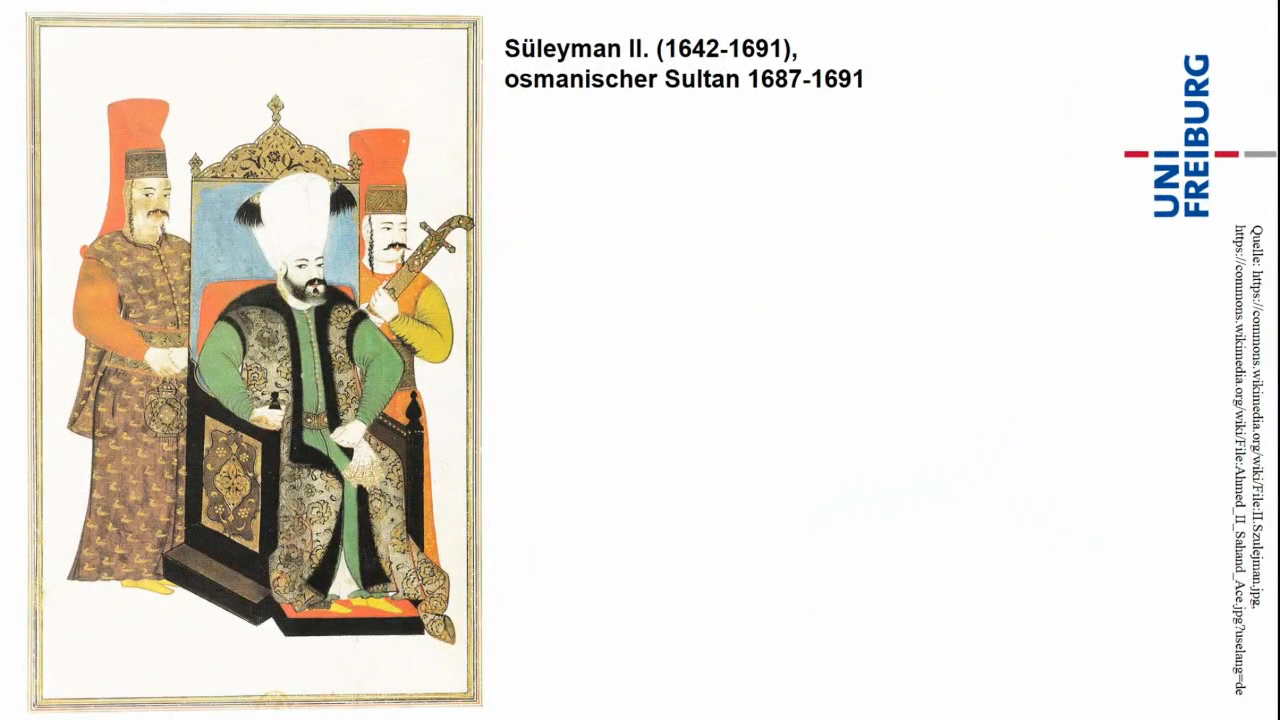 Süleyman II. (1642-1691),
osmanischer Sultan 1687-1691
UNI
FREIBURG
Quelle: https://commons.wikimedia.org/wiki/File:II.Szulejman.jpg,
https://commons.wikimedia.org/wiki/File:Ahmed_II_Sahand_Ace.jpg?uselang=de